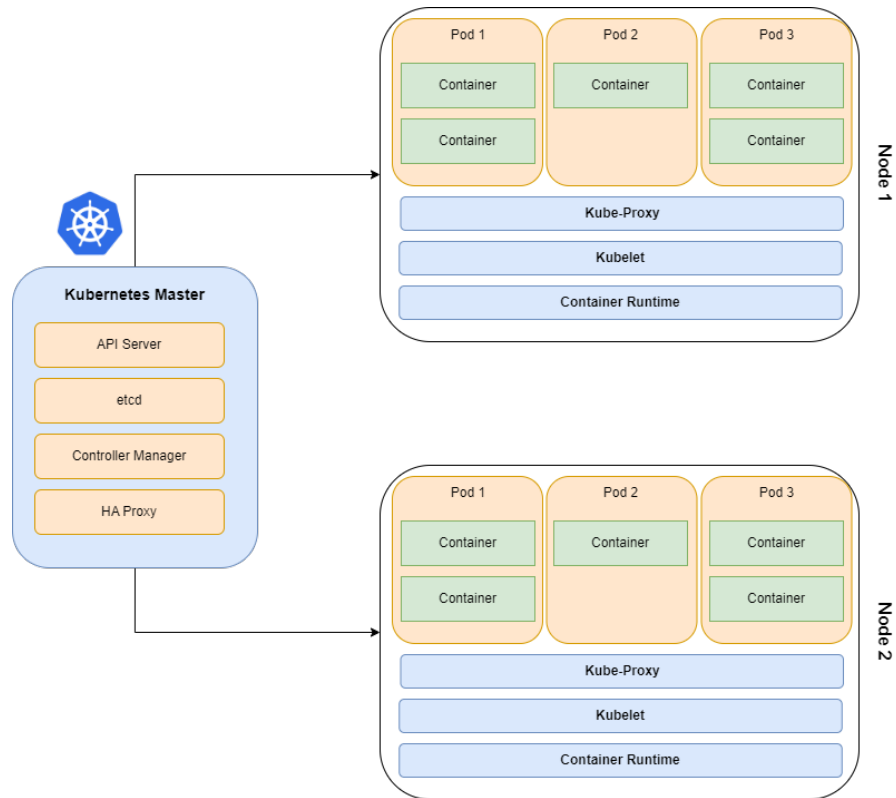 Kubernetes Master
API Server
etcd
Controller Manager
HA Proxy
Pod 1
Container
Container
Pod 2
Container
Pod 3
Container
Container
Kube-Proxy
Kubelet
Container Runtime
Node 1
Pod 1
Container
Container
Pod 2
Container
Pod 3
Container
Container
Kube-Proxy
Kubelet
Container Runtime
Node 2